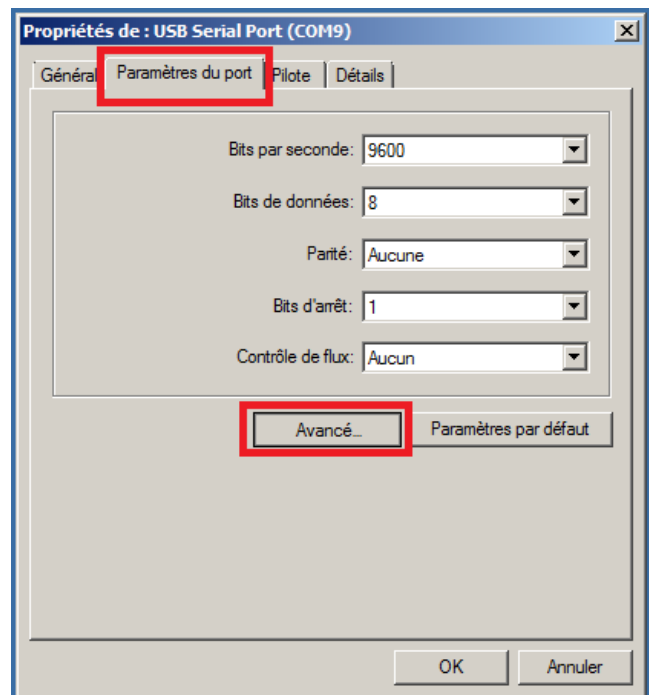 Propriétés de : USB Serial Port (COM9)
Général Paramètres du port Pilote Détails
Bits par seconde: 9600
Bits de données: 8
Parité: Aucune
Bits d'arrêt: 1
Contrôle de flux: Aucun
Avancé... Paramètres par défaut
OK Annuler